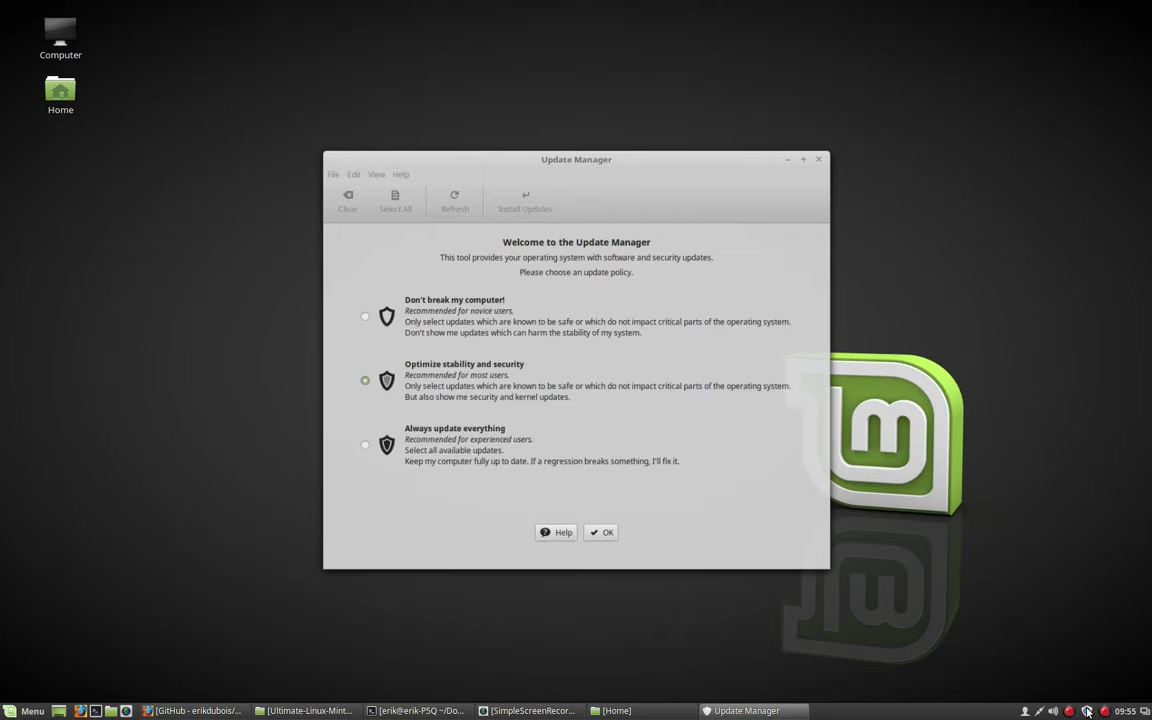 Computer
Home
Update Manager
File Edit View Help
Clear Select All Refresh Install Updates
Welcome to the Update Manager
This tool provides your operating system with software and security updates.
Please choose an update policy.
Don't break my computer!
Recommended for novice users.
Only select updates which are known to be safe or which do not impact critical parts of the operating system.
Don't show me updates which can harm the stability of my system.
Optimize stability and security
Recommended for most users.
Only select updates which are known to be safe or which do not impact critical parts of the operating system.
But also show me security and kernel updates.
Always update everything
Recommended for experienced users.
Select all available updates.
Keep my computer fully up to date. If a regression breaks something, I'll fix it.
Help OK
Menu [GitHub - erikdubois/... [Ultimate-Linux-Mint... [erik@erik-P5Q ~/Do... [SimpleScreenRecor... [Home] Update Manager 09:55